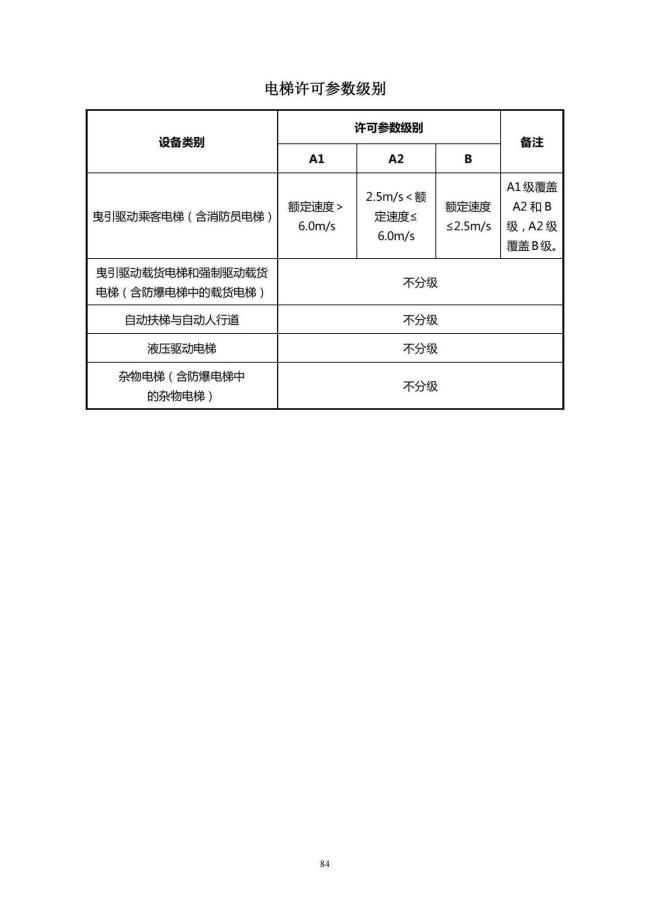 电梯许可参数级别
设备类别
许可参数级别
备注
A1
A2
B
曳引驱动乘客电梯（含消防员电梯）
额定速度＞
6.0m/s
2.5m/s＜额
定速度≤
6.0m/s
额定速度
≤2.5m/s
A1级覆盖
A2 和 B
级，A2 级
覆盖 B 级。
曳引驱动载货电梯和强制驱动载货
电梯（含防爆电梯中的载货电梯）
不分级
自动扶梯与自动人行道
不分级
液压驱动电梯
不分级
杂物电梯（含防爆电梯中
的杂物电梯）
不分级
84